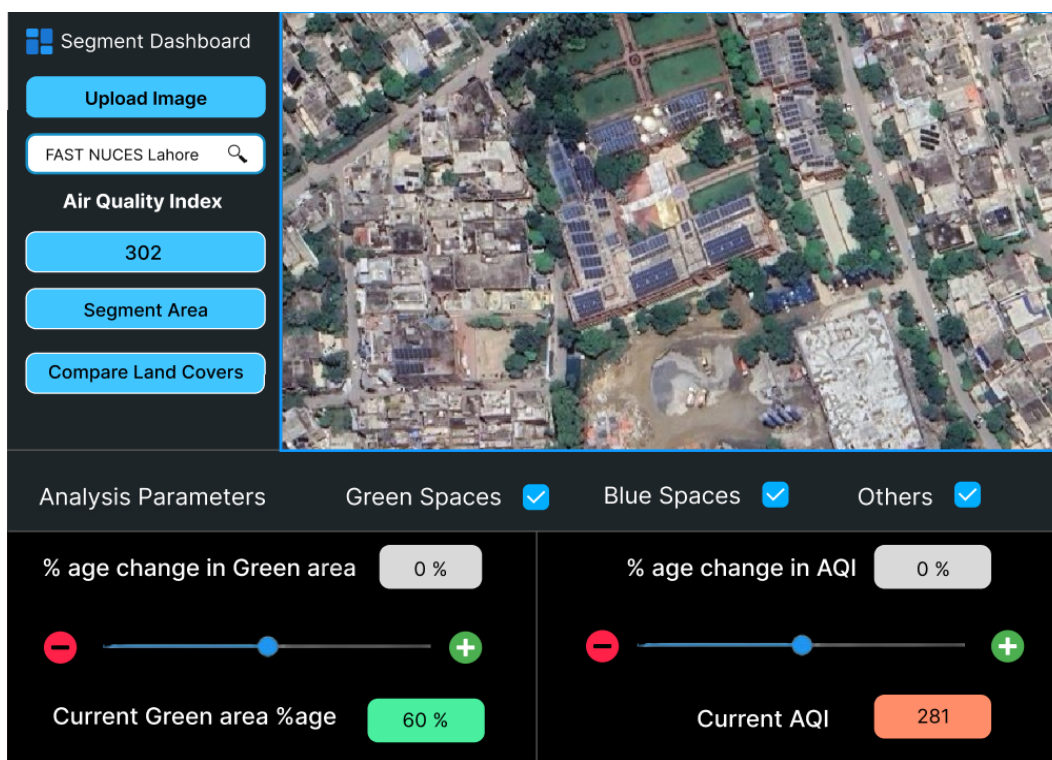 Segment Dashboard
Upload Image
FAST NUCES Lahore
Air Quality Index
302
Segment Area
Compare Land Covers
Analysis Parameters Green Spaces Blue Spaces Others
% age change in Green area 0 %
% age change in AQI 0 %
Current Green area %age 60 %
Current AQI 281